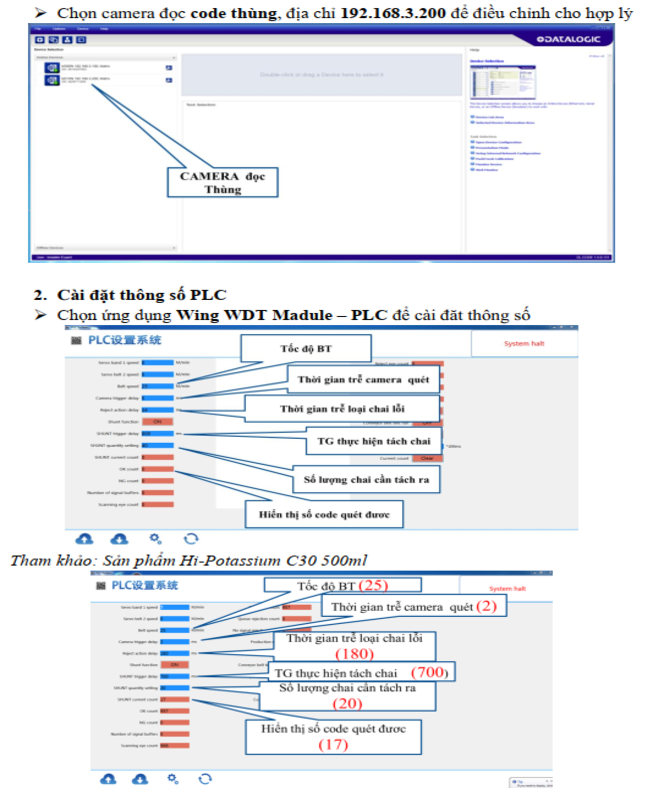 ➢ Chọn camera đọc code thùng, địa chỉ 192.168.3.200 để điều chỉnh cho hợp lý
DATALOGIC
Device Selection
Help
Device Selection
Double click or drag a Device here to select it
Task Selection
CAMERA đọc
Thùng
2. Cài đặt thông số PLC
➢ Chọn ứng dụng Wing WDT Madule – PLC để cài đăt thông số
PLC设置系统
System halt
Tốc độ BT
Servo band 1 speed
Servo belt 2 speed
Thời gian trễ camera quét
Belt speed
Camera trigger delay
Thời gian trễ loại chai lỗi
Reject action delay
Shunt function ON
TG thực hiện tách chai
SHUNT trigger delay
SHUNT quantity setting
SHUNT current count
Current count Clear
Số lượng chai cần tách ra
OK count
NG count
Number of signal buffers
Hiển thị số code quét đươc
Scanning eye count
Tham khảo: Sản phẩm Hi-Potassium C30 500ml
PLC设置系统
System halt
Tốc độ BT (25)
Servo band 1 speed
Thời gian trễ camera quét (2)
Servo belt 2 speed
Queue rejection count
Belt speed
Camera trigger delay
Thời gian trễ loại chai lỗi
(180)
Reject action delay
Shunt function ON
TG thực hiện tách chai (700)
SHUNT trigger delay
Số lượng chai cần tách ra
(20)
SHUNT quantity setting
SHUNT current count
OK count
Hiển thị số code quét đươc
(17)
NG count
Number of signal buffers
Scanning eye count